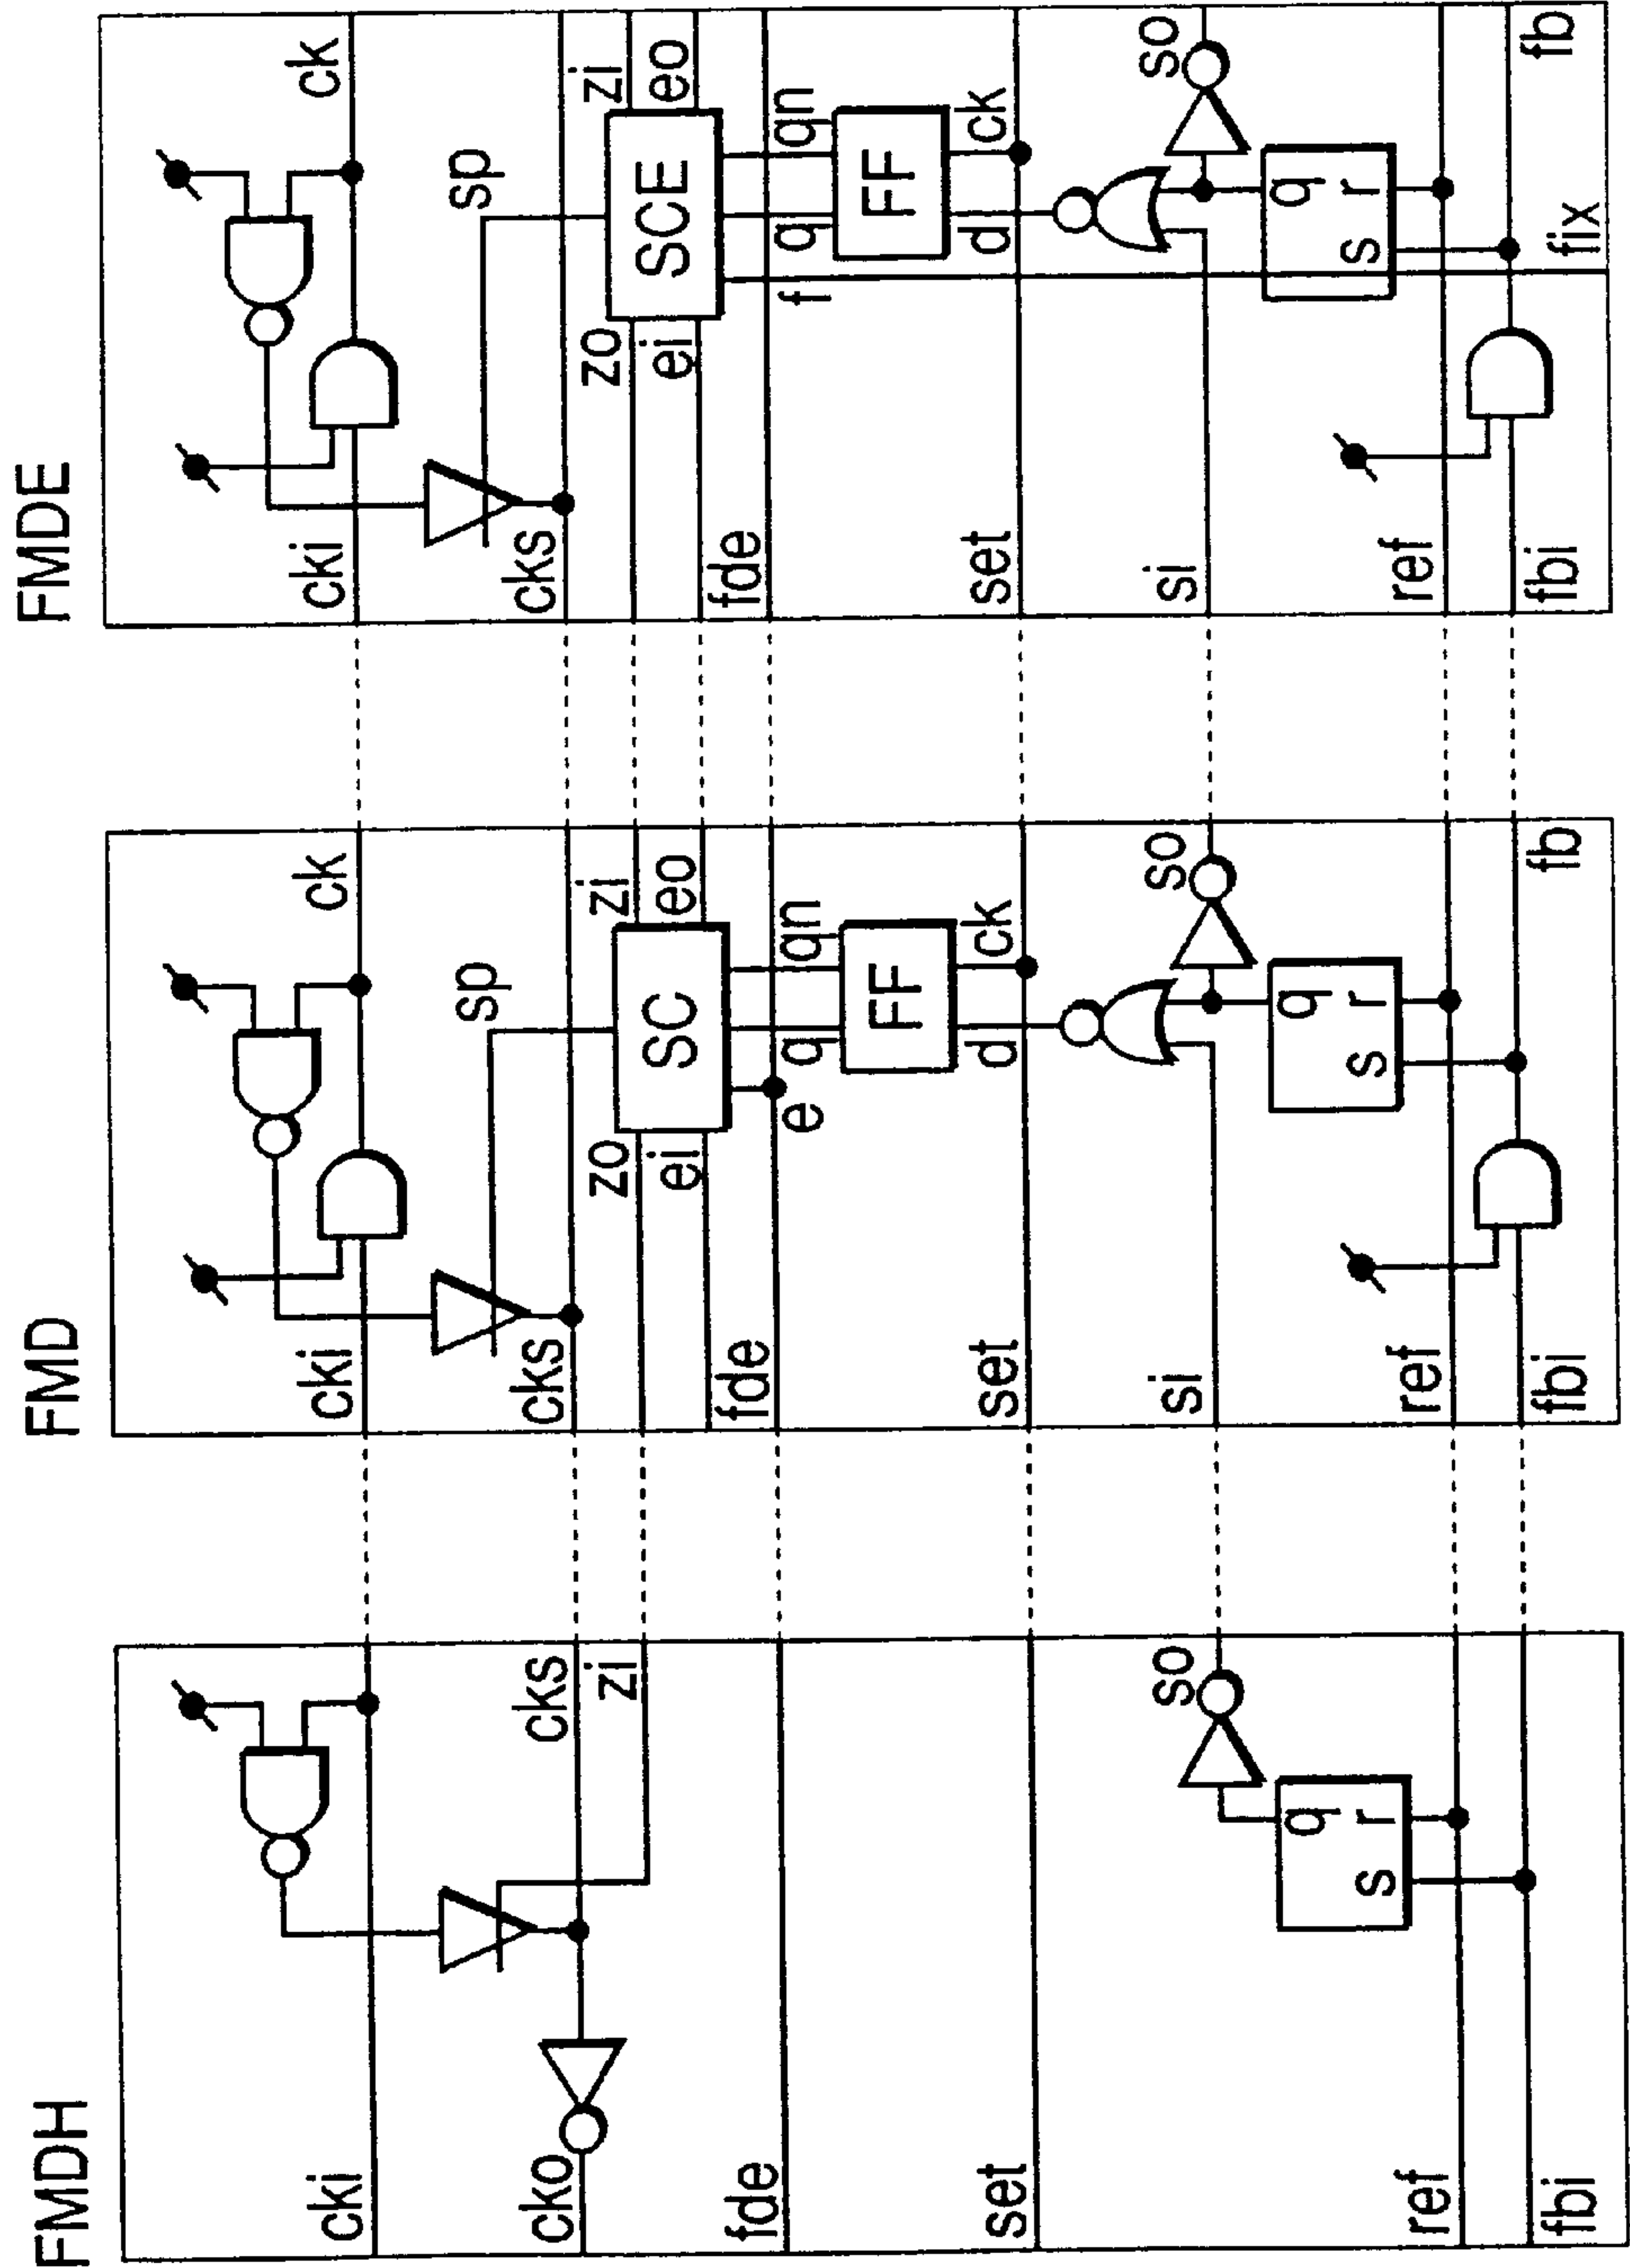 FMDH
cki
cks
zi
cko
fde
set
so
q
s
r
ref
fbi
FMD
cki
ck
sp
cks
zo
zi
SC
ei
eo
fde
e
q
qn
FF
d
ck
set
so
si
q
s
r
ref
fbi
fb
FMDE
cki
ck
sp
cks
zo
zi
SCE
ei
eo
fde
f
q
qn
FF
d
ck
set
so
si
q
s
r
ref
fbi
fix
fb